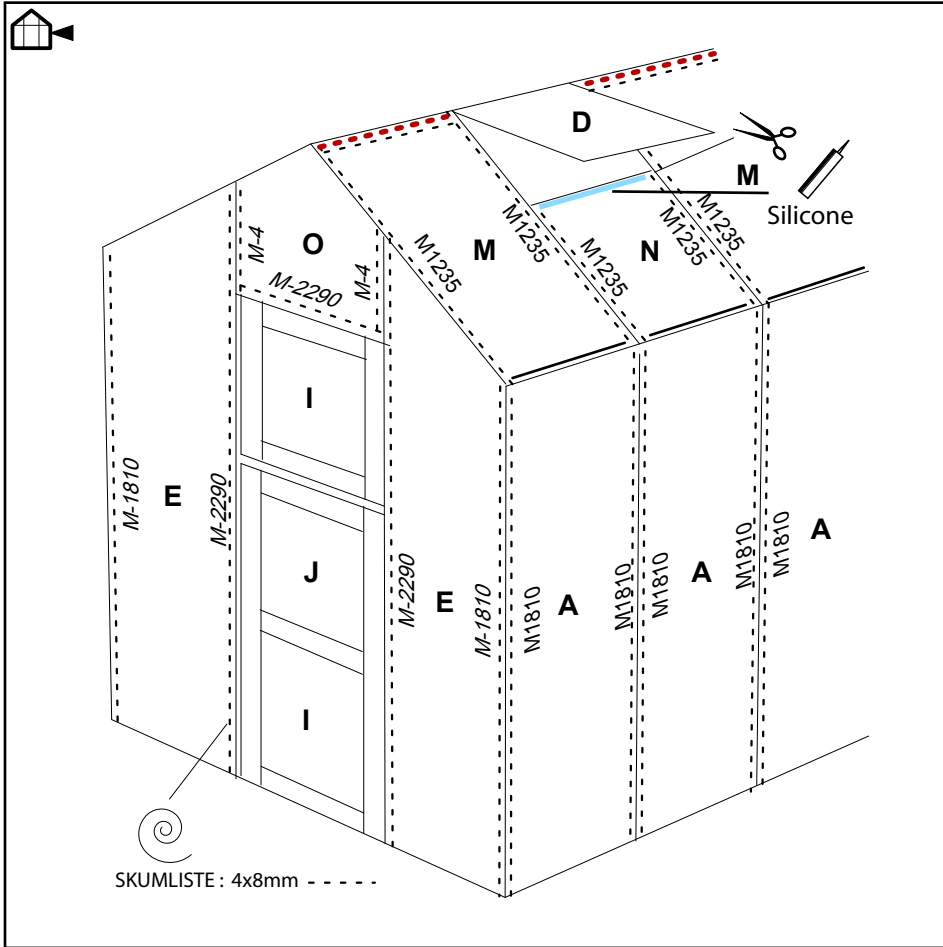 D
M
Silicone
O
M-4
M-4
M-2290
M1235
M
M1235
M1235
N
M1235
M1235
I
M-1810
E
M-2290
J
M-2290
E
M-1810
M1810
A
M1810
M1810
A
M1810
M1810
A
I
SKUMLISTE : 4x8mm